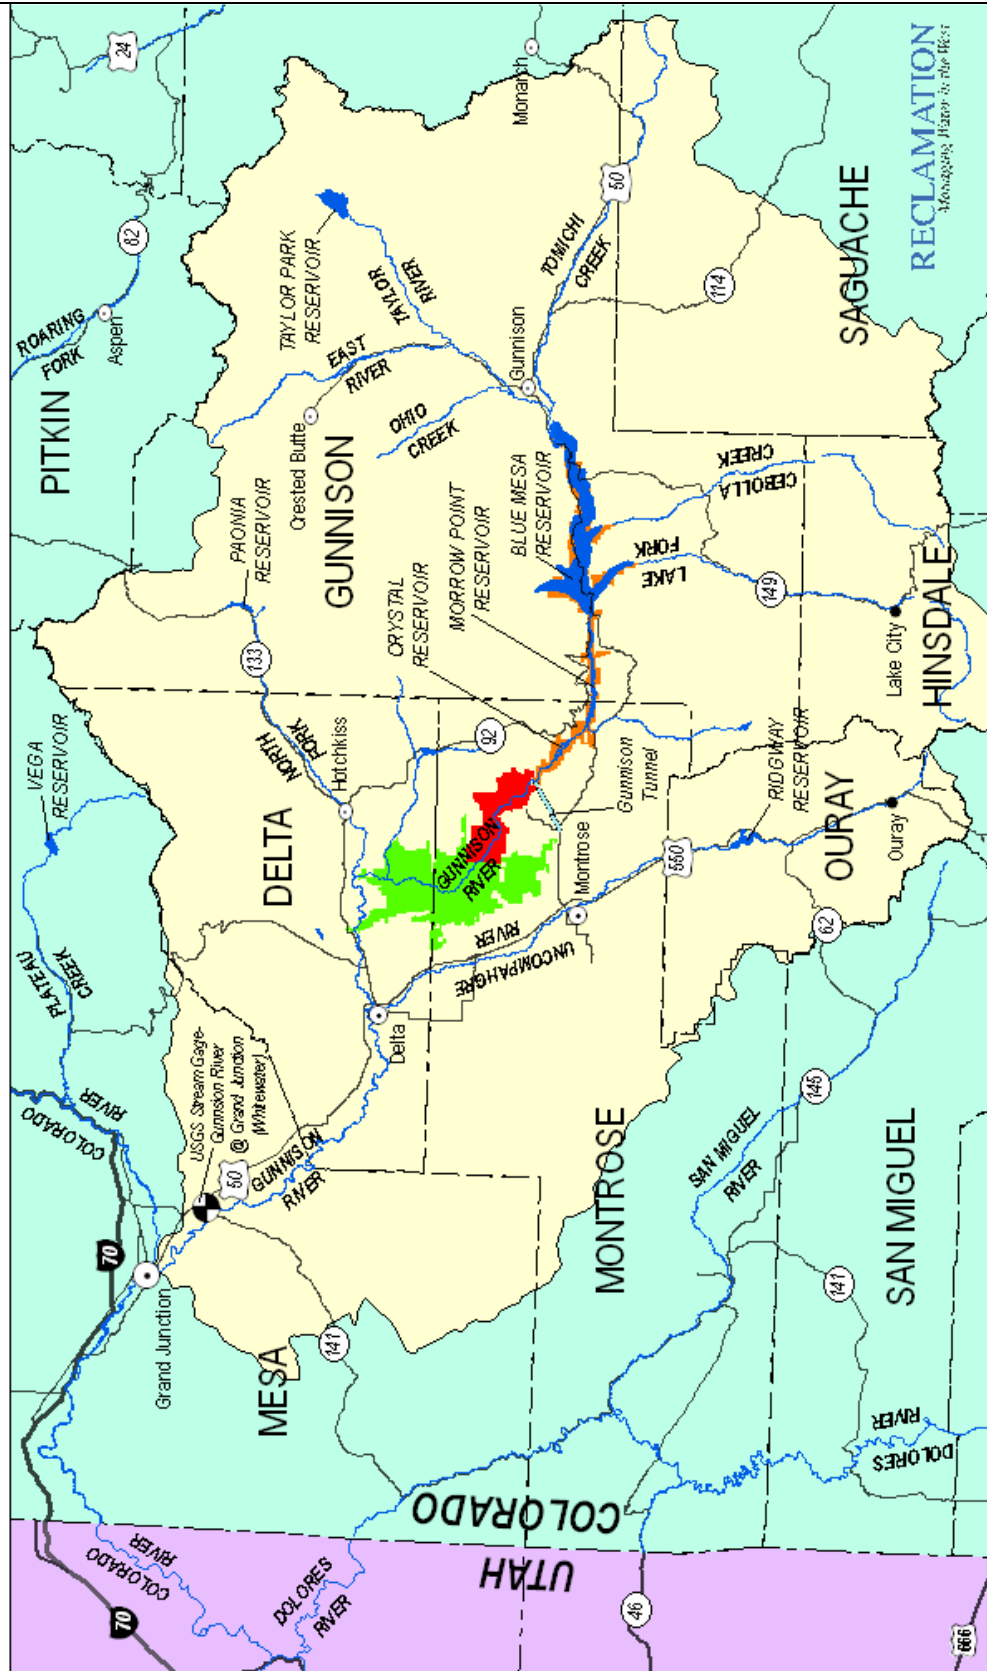 VEGA
RESERVOIR
PLATEAU
CREEK
COLORADO
RIVER
70
Grand Junction
USGS Stream Gage-
Gunnison River
@ Grand Junction
(Whitewater)
50
GUNNISON
RIVER
141
MESA
COLORADO
RIVER
70
DOLORES
RIVER
UTAH
COLORADO
PITKIN
ROARING
FORK
Aspen
82
24
DELTA
NORTH
FORK
Hotchkiss
133
PAONIA
RESERVOIR
GUNNISON
Crested Butte
EAST
RIVER
OHIO
CREEK
TAYLOR
RIVER
TAYLOR PARK
RESERVOIR
Monarch
50
TOMICHI
CREEK
Gunnison
114
SAGUACHE
Delta
UNCOMPAHGRE
RIVER
GUNNISON
RIVER
92
CRYSTAL
RESERVOIR
MORROW POINT
RESERVOIR
BLUE MESA
RESERVOIR
Gunnison
Tunnel
Montrose
550
MONTROSE
RIDGWAY
RESERVOIR
OURAY
Ouray
62
LAKE
FORK
CEBOLLA
CREEK
149
Lake City
HINSDALE
SAN MIGUEL
RIVER
145
SAN MIGUEL
141
DOLORES
RIVER
46
666
RECLAMATION
Managing Water in the West